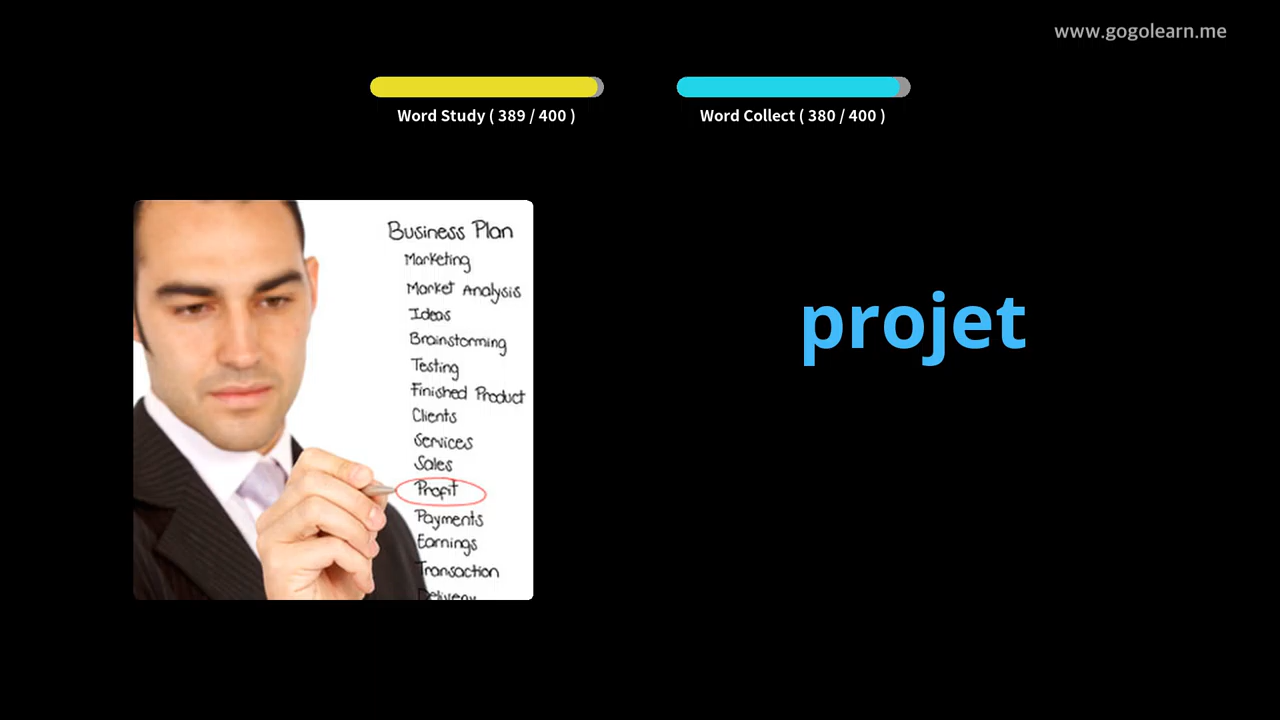 www.gogolearn.me
Word Study ( 389 / 400 )
Word Collect ( 380 / 400 )
Business Plan
Marketing
Market Analysis
Ideas
Brainstorming
Testing
Finished Product
Clients
Services
Sales
Profit
Payments
Earnings
Transaction
Delivery
projet